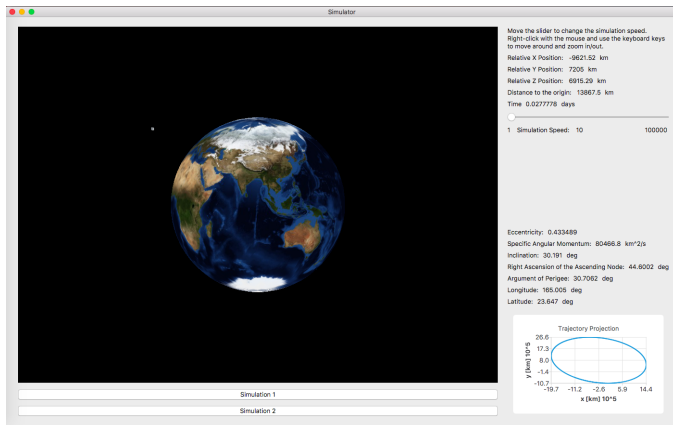 Simulator
Move the slider to change the simulation speed.
Right-click with the mouse and use the keyboard keys
to move around and zoom in/out.
Relative X Position: -9621.52 km
Relative Y Position: 7205 km
Relative Z Position: 6915.29 km
Distance to the origin: 13867.5 km
Time 0.0277778 days
1 Simulation Speed: 10 100000
Eccentricity: 0.433489
Specific Angular Momentum: 80466.8 km^2/s
Inclination: 30.191 deg
Right Ascension of the Ascending Node: 44.6002 deg
Argument of Perigee: 30.7062 deg
Longitude: 165.005 deg
Latitude: 23.647 deg
Trajectory Projection
y [km] 10^5
26.6
17.3
8.0
-1.4
-10.7
-19.7 -11.2 -2.6 5.9 14.4
x [km] 10^5
Simulation 1
Simulation 2